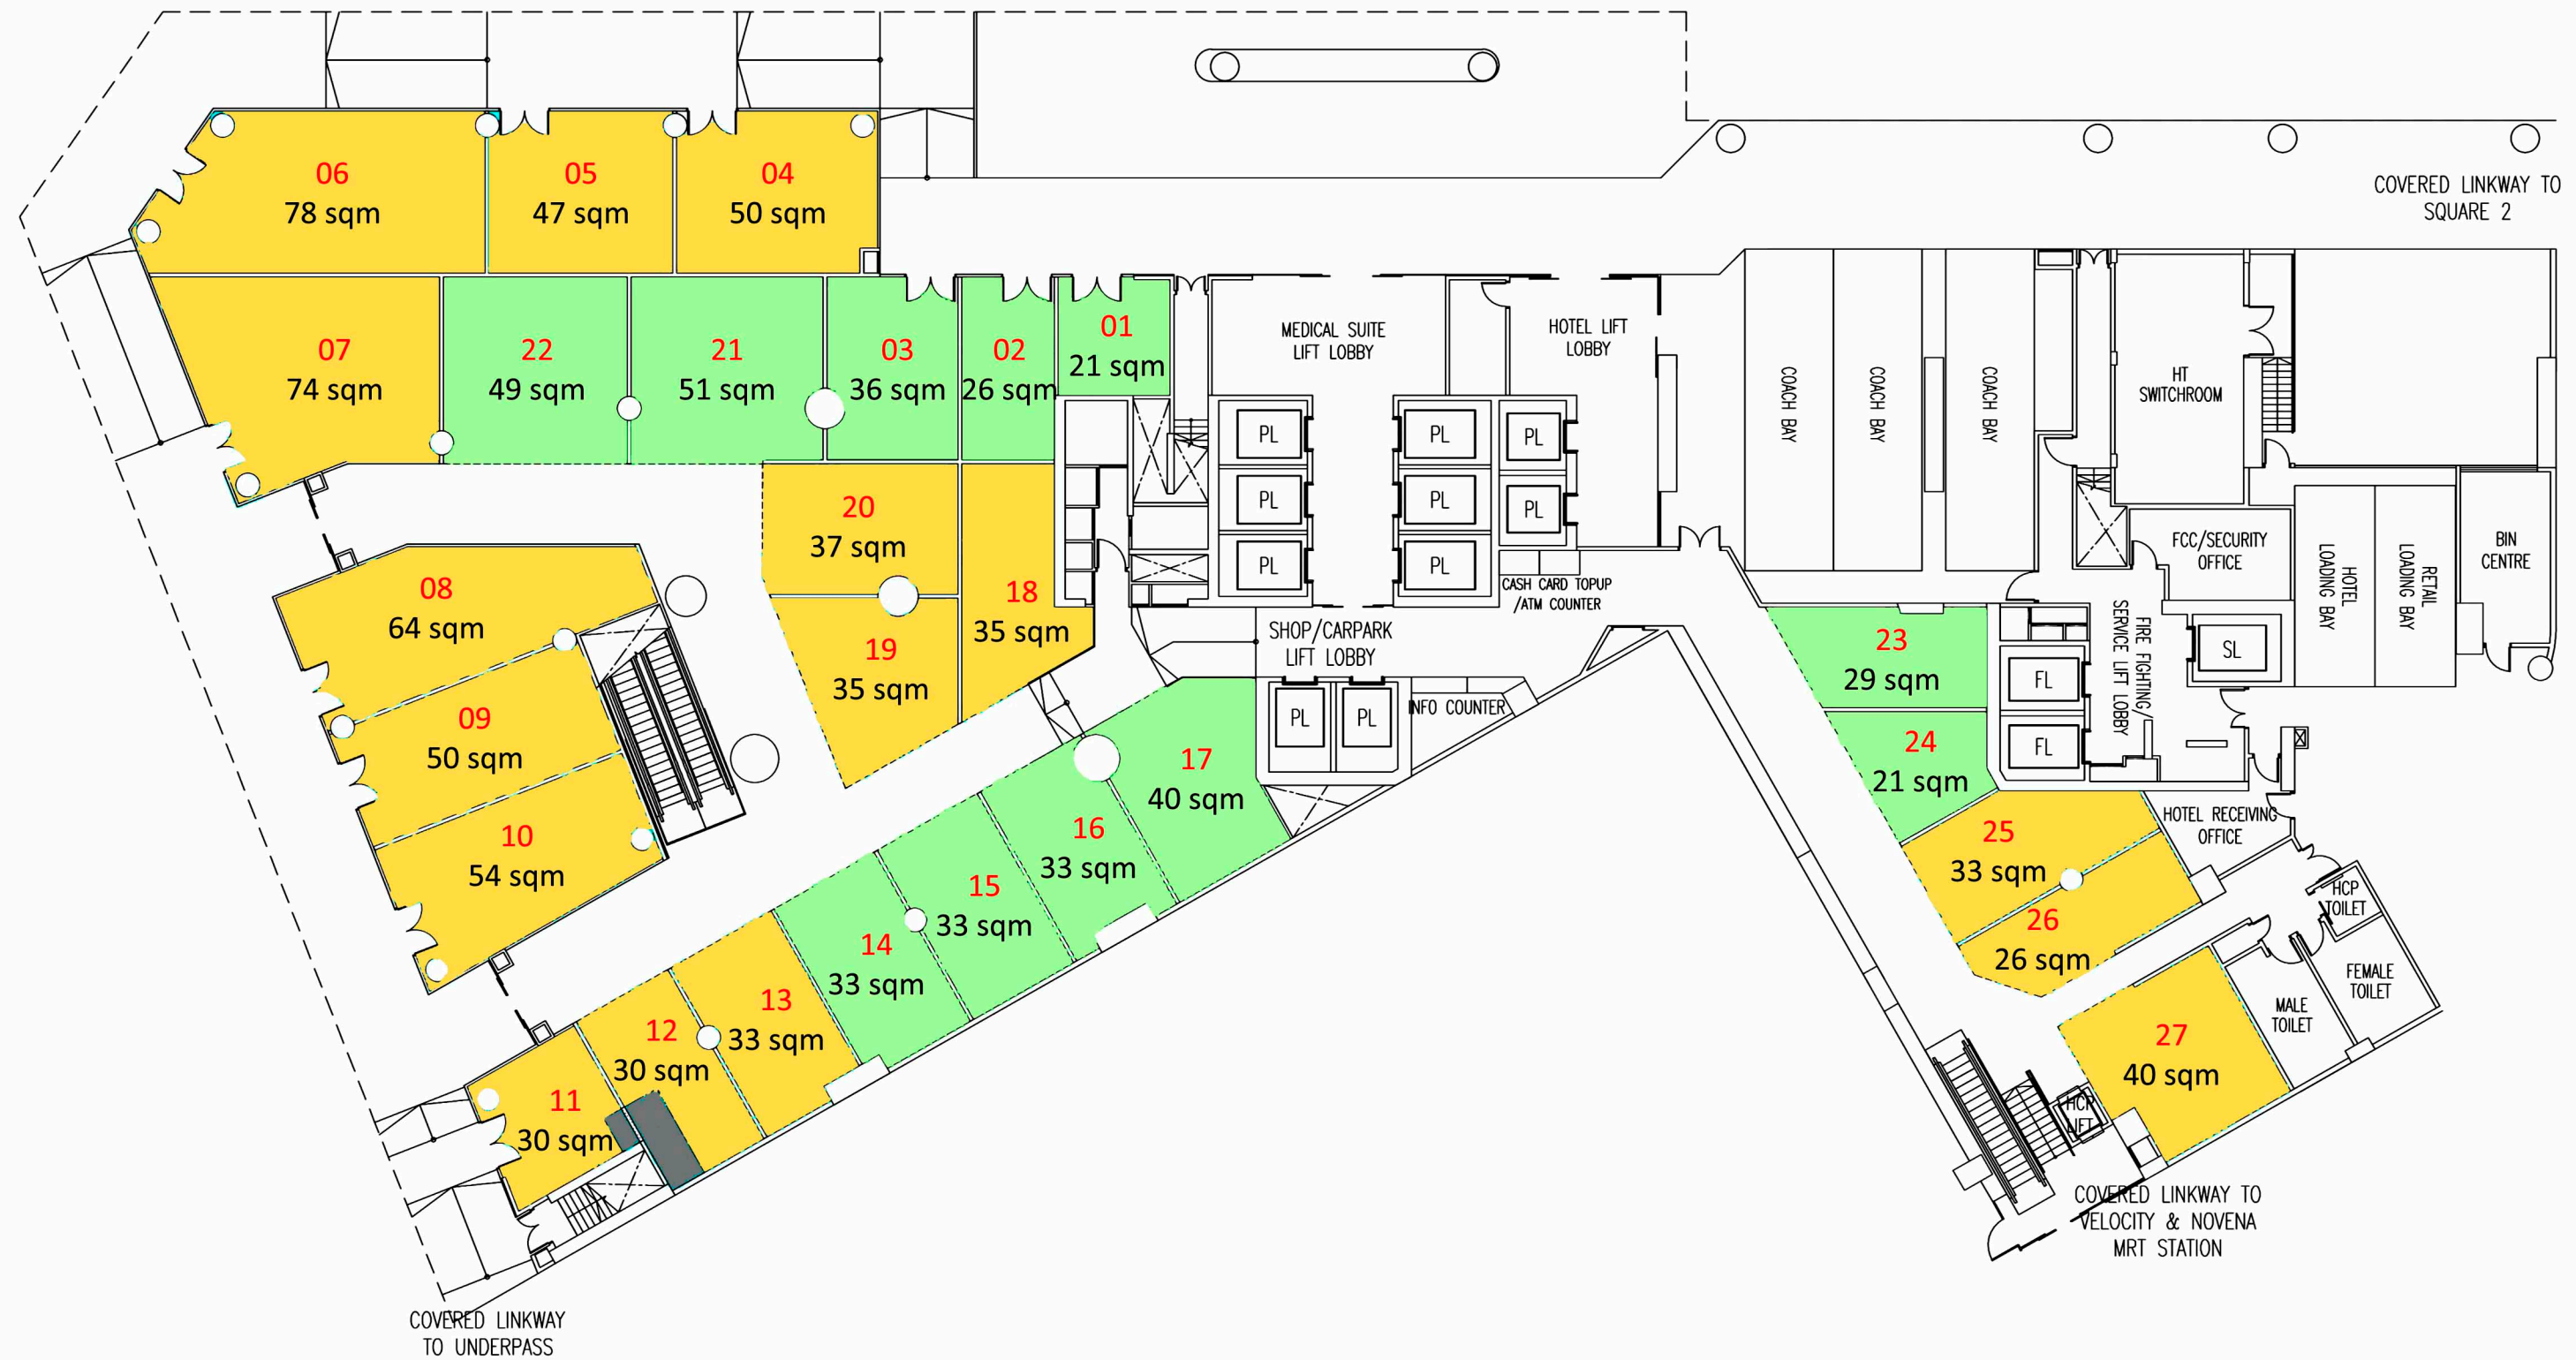 COVERED LINKWAY TO
SQUARE 2
06
78 sqm
05
47 sqm
04
50 sqm
07
74 sqm
22
49 sqm
21
51 sqm
03
36 sqm
02
26 sqm
01
21 sqm
MEDICAL SUITE
LIFT LOBBY
HOTEL LIFT
LOBBY
COACH BAY
COACH BAY
COACH BAY
HT
SWITCHROOM
PL
PL
PL
PL
PL
PL
PL
PL
20
37 sqm
18
35 sqm
19
35 sqm
CASH CARD TOPUP
/ATM COUNTER
SHOP/CARPARK
LIFT LOBBY
FCC/SECURITY
OFFICE
HOTEL
LOADING BAY
RETAIL
LOADING BAY
BIN
CENTRE
08
64 sqm
09
50 sqm
10
54 sqm
23
29 sqm
24
21 sqm
FL
FL
FIRE FIGHTING/
SERVICE LIFT LOBBY
SL
PL
PL
INFO COUNTER
17
40 sqm
16
33 sqm
15
33 sqm
14
33 sqm
13
33 sqm
12
30 sqm
11
30 sqm
25
33 sqm
HOTEL RECEIVING
OFFICE
26
26 sqm
HCP
TOILET
FEMALE
TOILET
MALE
TOILET
27
40 sqm
HCP
LIFT
COVERED LINKWAY TO
VELOCITY & NOVENA
MRT STATION
COVERED LINKWAY
TO UNDERPASS